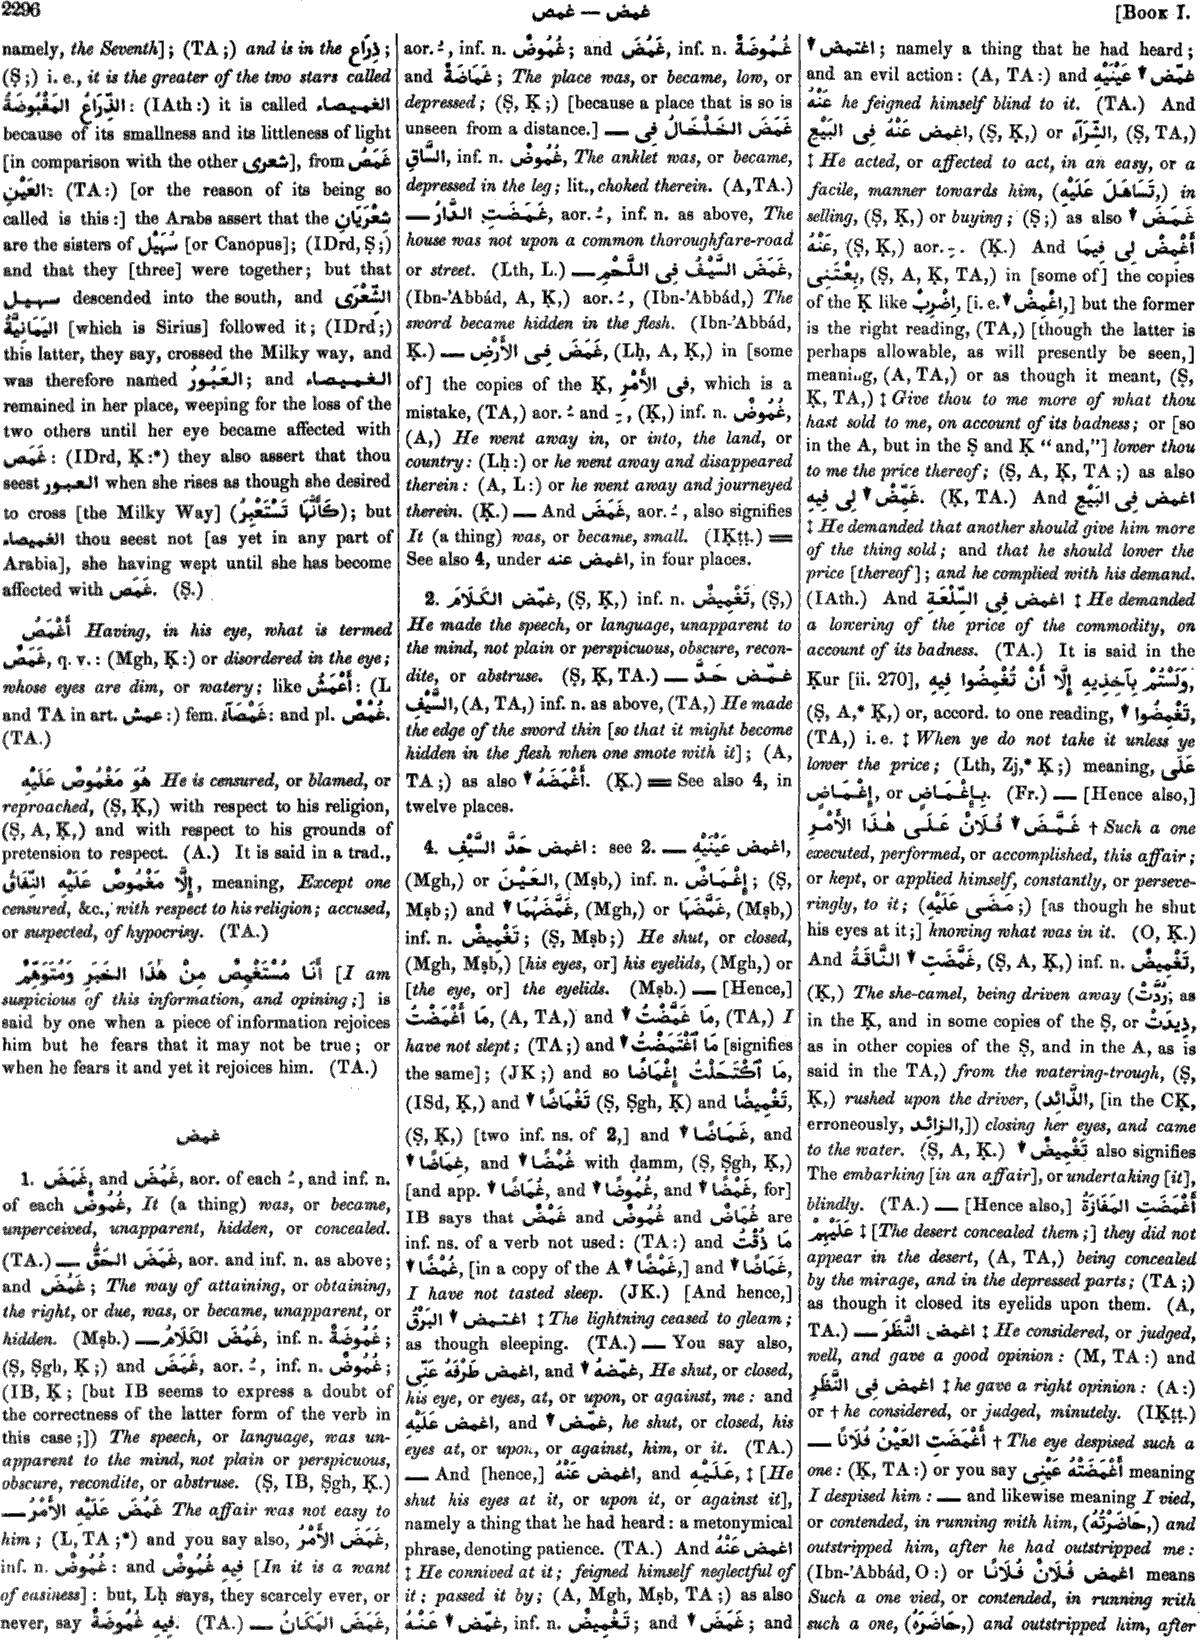 2296
غمض — غمص
[Book I.
namely, the Seventh]; (TA;) and is in the ذِرَاع;
(Ṣ;) i. e., it is the greater of the two stars called
الذِّرَاعُ المَقْبُوضَةُ: (IAth:) it is called الغميصاء
because of its smallness and its littleness of light
[in comparison with the other شعرى], from غَمَصُ
العَيْنِ: (TA:) [or the reason of its being so
called is this:] the Arabs assert that the شِعْرَيَانِ
are the sisters of سُهَيْل [or Canopus]; (IDrd, Ṣ;)
and that they [three] were together; but that
سهيل descended into the south, and الشِّعْرَى
اليَمَانِيَّةُ [which is Sirius] followed it; (IDrd;)
this latter, they say, crossed the Milky way, and
was therefore named العَبُورُ; and الغميصاء
remained in her place, weeping for the loss of the
two others until her eye became affected with
غَمَص: (IDrd, Ḳ:*) they also assert that thou
seest العبور when she rises as though she desired
to cross [the Milky Way] (كَأَنَّهَا تَسْتَعْبِرُ); but
الغميصاء thou seest not [as yet in any part of
Arabia], she having wept until she has become
affected with غَمَص. (Ṣ.)
أَغْمَصُ Having, in his eye, what is termed
غَمَصٌ, q. v.: (Mgh, Ḳ:) or disordered in the eye;
whose eyes are dim, or watery; like أَعْمَشُ: (L
and TA in art. عمش:) fem. غَمْصَآءُ: and pl. غُمْصٌ.
(TA.)
هُوَ مَغْمُوصٌ عَلَيْهِ He is censured, or blamed, or
reproached, (Ṣ, Ḳ,) with respect to his religion,
(Ṣ, A, Ḳ,) and with respect to his grounds of
pretension to respect. (A.) It is said in a trad.,
إِلَّا مَغْمُوصٌ عَلَيْهِ النِّفَاقُ, meaning, Except one
censured, &c., with respect to his religion; accused,
or suspected, of hypocrisy. (TA.)
أَنَا مُسْتَغْمِصٌ مِنْ هٰذَا الخَبَرِ وَمُتَوَهِّمٌ [I am
suspicious of this information, and opining;] is
said by one when a piece of information rejoices
him but he fears that it may not be true; or
when he fears it and yet it rejoices him. (TA.)
غمض
1. غَمَضَ, and غَمُضَ, aor. of each ـُ, and inf. n.
of each غُمُوضٌ, It (a thing) was, or became,
unperceived, unapparent, hidden, or concealed.
(TA.) — غَمَضَ الحَقُّ, aor. and inf. n. as above;
and غَمُضَ; The way of attaining, or obtaining,
the right, or due, was, or became, unapparent, or
hidden. (Mṣb.) — غَمُضَ الكَلَامُ, inf. n. غُمُوضَةٌ;
(Ṣ, Ṣgh, Ḳ;) and غَمَضَ, aor. ـُ, inf. n. غُمُوضٌ;
(IB, Ḳ; [but IB seems to express a doubt of
the correctness of the latter form of the verb in
this case;]) The speech, or language, was un-
apparent to the mind, not plain or perspicuous,
obscure, recondite, or abstruse. (Ṣ, IB, Ṣgh, Ḳ.)
— غَمُضَ عَلَيْهِ الأَمْرُ The affair was not easy to
him; (L, TA;*) and you say also, غَمَضَ الأَمْرُ,
inf. n. غُمُوضٌ: and فِيهِ غُمُوضٌ [In it is a want
of easiness]: but, Lḥ says, they scarcely ever, or
never, say فِيهِ غُمُوضَةٌ. (TA.) — غَمَضَ المَكَانُ,
aor. ـُ, inf. n. غُمُوضٌ; and غَمُضَ, inf. n. غُمُوضَةٌ
and غَمَاضَةٌ; The place was, or became, low, or
depressed; (Ṣ, Ḳ;) [because a place that is so is
unseen from a distance.] — غَمَضَ الخَلْخَالُ فِى
السَّاقِ, inf. n. غُمُوضٌ, The anklet was, or became,
depressed in the leg; lit., choked therein. (A, TA.)
— غَمَضَتِ الدَّارُ, aor. ـُ, inf. n. as above, The
house was not upon a common thoroughfare-road
or street. (Lth, L.) — غَمَضَ السَّيْفُ فِى اللَّحْمِ,
(Ibn-'Abbád, A, Ḳ,) aor. ـُ, (Ibn-'Abbád,) The
sword became hidden in the flesh. (Ibn-'Abbád,
Ḳ.) — غَمَضَ فِى الأَرْضِ, (Lḥ, A, Ḳ,) in [some
of] the copies of the Ḳ, فى الأَمْرِ, which is a
mistake, (TA,) aor. ـُ and ـِ, (Ḳ,) inf. n. غُمُوضٌ,
(A,) He went away in, or into, the land, or
country: (Lḥ:) or he went away and disappeared
therein: (A, L:) or he went away and journeyed
therein. (Ḳ.) — And غَمَضَ, aor. ـُ, also signifies
It (a thing) was, or became, small. (IḲṭṭ.) =
See also 4, under اغمض عنه, in four places.
2. غمّض الكَلَامَ, (Ṣ, Ḳ,) inf. n. تَغْمِيضٌ, (Ṣ,)
He made the speech, or language, unapparent to
the mind, not plain or perspicuous, obscure, recon-
dite, or abstruse. (Ṣ, Ḳ, TA.) — غمّض حَدَّ
السَّيْفِ, (A, TA,) inf. n. as above, (TA,) He made
the edge of the sword thin [so that it might become
hidden in the flesh when one smote with it]; (A,
TA;) as also ▼ أَغْمَضَهُ. (Ḳ.) = See also 4, in
twelve places.
4. اغمض حَدَّ السَّيْفِ: see 2. — اغمض عَيْنَيْهِ,
(Mgh,) or العَيْنَ, (Mṣb,) inf. n. إِغْمَاضٌ; (Ṣ,
Mṣb;) and ▼ غَمَّضَهُمَا, (Mgh,) or غَمَّضَهَا, (Mṣb,)
inf. n. تَغْمِيضٌ; (Ṣ, Mṣb;) He shut, or closed,
(Mgh, Mṣb,) [his eyes, or] his eyelids, (Mgh,) or
[the eye, or] the eyelids. (Mṣb.) — [Hence,]
مَا أَغْمَضْتُ, (A, TA,) and ▼ مَا غَمَّضْتُ, (TA,) I
have not slept; (TA;) and ▼ مَا ٱغْتَمَضْتُ [signifies
the same]; (JK;) and so مَا ٱكْتَحَلْتُ إِغْمَاضًا,
(ISd, Ḳ,) and ▼ تَغْمَاضًا (Ṣ, Ṣgh, Ḳ) and تَغْمِيضًا,
(Ṣ, Ḳ,) [two inf. ns. of 2,] and ▼ غَمَاضًا, and
▼ غِمَاضًا, and ▼ غُمْضًا with ḍamm, (Ṣ, Ṣgh, Ḳ,)
[and app. ▼ غُمَاضًا, and ▼ غُمُوضًا, and ▼ غَمْضًا, for]
IB says that غَمْضٌ and غُمُوضٌ and غُمَاضٌ are
inf. ns. of a verb not used: (TA:) and مَا ذُقْتُ
▼ غُمْضًا, [in a copy of the A ▼ غَمْضًا,] and ▼ غَمَاضًا,
I have not tasted sleep. (JK.) [And hence,]
▼ اغتمض البَرْقُ ‡ The lightning ceased to gleam;
as though sleeping. (TA.) — You say also,
اغمض طَرْفَهُ عَنِّى, and ▼ غمّضهُ, He shut, or closed,
his eye, or eyes, at, or upon, or against, me: and
اغمض عَلَيْهِ, and ▼ غمّض, he shut, or closed, his
eyes at, or upon, or against, him, or it. (TA.)
— And [hence,] اغمض عَنْهُ, and عَلَيْهِ, ‡ [He
shut his eyes at it, or upon it, or against it],
namely a thing that he had heard: a metonymical
phrase, denoting patience. (TA.) And اغمض عَنْهُ
‡ He connived at it; feigned himself neglectful of
it; passed it by; (A, Mgh, Mṣb, TA;) as also
▼ غمّض عَنْهُ, inf. n. تَغْمِيضٌ; and ▼ غَمَضَ; and
▼ اغتمض; namely a thing that he had heard;
and an evil action: (A, TA:) and ▼ غمّض عَيْنَيْهِ
عَنْهُ he feigned himself blind to it. (TA.) And
اغمض عَنْهُ فِى البَيْعِ, (Ṣ, Ḳ,) or الشِّرَآءِ, (Ṣ, TA,)
‡ He acted, or affected to act, in an easy, or a
facile, manner towards him, (تَسَاهَلَ عَلَيْهِ,) in
selling, (Ṣ, Ḳ,) or buying; (Ṣ;) as also ▼ غَمَضَ
عَنْهُ, (Ṣ, Ḳ,) aor. ـِ. (Ḳ.) And أَغْمِضْ لِى فِيمَا
بِعْتَنِى, (Ṣ, A, Ḳ, TA,) in [some of] the copies
of the Ḳ like اِضْرِبْ, [i. e. ▼ اِغْمِضْ,] but the former
is the right reading, (TA,) [though the latter is
perhaps allowable, as will presently be seen,]
meaning, (A, TA,) or as though it meant, (Ṣ,
Ḳ, TA,) ‡ Give thou to me more of what thou
hast sold to me, on account of its badness; or [so
in the A, but in the Ṣ and Ḳ "and,"] lower thou
to me the price thereof; (Ṣ, A, Ḳ, TA;) as also
▼ غَمِّضْ لِى فِيهِ. (Ḳ, TA.) And اغمض فِى البَيْعِ
‡ He demanded that another should give him more
of the thing sold; and that he should lower the
price [thereof]; and he complied with his demand.
(IAth.) And اغمض فِى السِّلْعَةِ ‡ He demanded
a lowering of the price of the commodity, on
account of its badness. (TA.) It is said in the
Ḳur [ii. 270], وَلَسْتُمْ بِآخِذِيهِ إِلَّا أَنْ تُغْمِضُوا فِيهِ,
(Ṣ, A,* Ḳ,) or, accord. to one reading, ▼ تَغْمِضُوا,
(TA,) i. e. ‡ When ye do not take it unless ye
lower the price; (Lth, Zj,* Ḳ;) meaning, عَلَى
إِغْمَاضٍ, or بِإِغْمَاضٍ. (Fr.) — [Hence also,]
▼ غَمَّضَ فُلَانٌ عَلَى هٰذَا الأَمْرِ † Such a one
executed, performed, or accomplished, this affair;
or kept, or applied himself, constantly, or perseve-
ringly, to it; (مَضَى عَلَيْهِ;) [as though he shut
his eyes at it;] knowing what was in it. (O, Ḳ.)
And ▼ غَمَّضَتِ النَّاقَةُ, (Ṣ, A, Ḳ,) inf. n. تَغْمِيضٌ,
(Ḳ,) The she-camel, being driven away (رُدَّتْ; as
in the Ḳ, and in some copies of the Ṣ, or ذِيدَتْ,
as in other copies of the Ṣ, and in the A, as is
said in the TA,) from the watering-trough, (Ṣ,
Ḳ,) rushed upon the driver, (الذَّائِد, [in the CḲ,
erroneously, الزائد,]) closing her eyes, and came
to the water. (Ṣ, A, Ḳ.) ▼ تَغْمِيضٌ also signifies
The embarking [in an affair], or undertaking [it],
blindly. (TA.) — [Hence also,] أَغْمَضَتِ المَفَازَةُ
عَلَيْهِمْ ‡ [The desert concealed them;] they did not
appear in the desert, (A, TA,) being concealed
by the mirage, and in the depressed parts; (TA;)
as though it closed its eyelids upon them. (A,
TA.) — اغمض النَّظَرَ ‡ He considered, or judged,
well, and gave a good opinion: (M, TA:) and
اغمض فِى النَّظَرِ ‡ he gave a right opinion: (A:)
or † he considered, or judged, minutely. (IḲṭṭ.)
— أَغْمَضَتِ العَيْنُ فُلَانًا † The eye despised such a
one: (Ḳ, TA:) or you say أَغْمَضَتْهُ عَيْنِى meaning
I despised him: — and likewise meaning I vied,
or contended, in running with him, (حَاضَرْتُهُ,) and
outstripped him, after he had outstripped me:
(Ibn-'Abbád, O:) or اغمض فُلَانٌ فُلَانًا means
Such a one vied, or contended, in running with
such a one, (حَاضَرَهُ,) and outstripped him, after